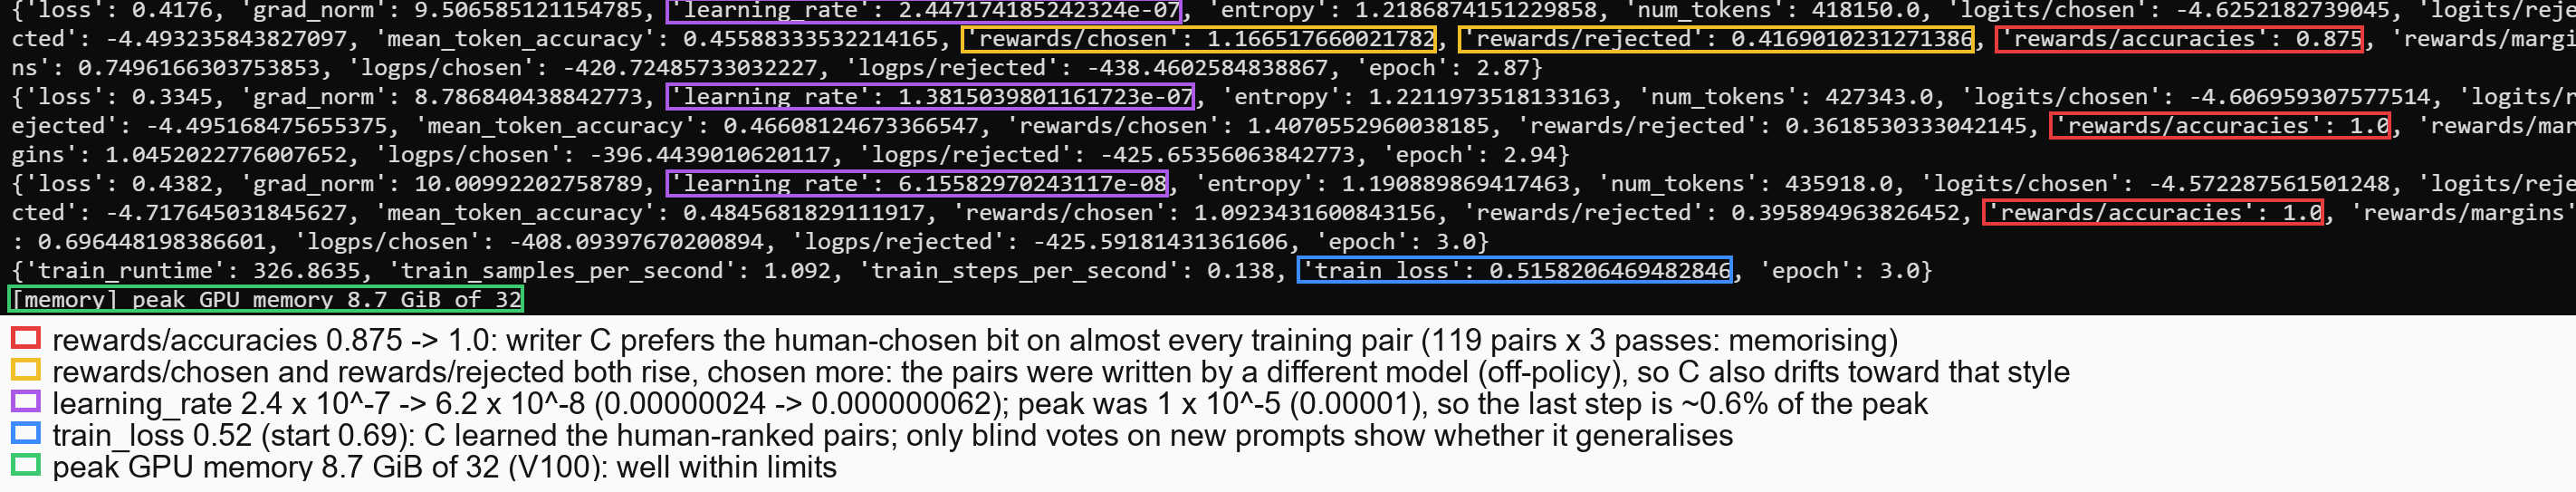 {'loss': 0.4176, 'grad_norm': 9.506585121154785, 'learning_rate': 2.447174185242324e-07, 'entropy': 1.2186874151229858, 'num_tokens': 418150.0, 'logits/chosen': -4.6252182739045, 'logits/reje
cted': -4.493235843827097, 'mean_token_accuracy': 0.45588333532214165, 'rewards/chosen': 1.166517660021782, 'rewards/rejected': 0.4169010231271386, 'rewards/accuracies': 0.875, 'rewards/margi
ns': 0.7496166303753853, 'logps/chosen': -420.72485733032227, 'logps/rejected': -438.4602584838867, 'epoch': 2.87}
{'loss': 0.3345, 'grad_norm': 8.786840438842773, 'learning_rate': 1.3815039801161723e-07, 'entropy': 1.2211973518133163, 'num_tokens': 427343.0, 'logits/chosen': -4.606959307577514, 'logits/r
ejected': -4.495168475655375, 'mean_token_accuracy': 0.46608124673366547, 'rewards/chosen': 1.4070552960038185, 'rewards/rejected': 0.3618530333042145, 'rewards/accuracies': 1.0, 'rewards/mar
gins': 1.0452022776007652, 'logps/chosen': -396.4439010620117, 'logps/rejected': -425.65356063842773, 'epoch': 2.94}
{'loss': 0.4382, 'grad_norm': 10.00992202758789, 'learning_rate': 6.15582970243117e-08, 'entropy': 1.190889869417463, 'num_tokens': 435918.0, 'logits/chosen': -4.572287561501248, 'logits/reje
cted': -4.717645031845627, 'mean_token_accuracy': 0.4845681829111917, 'rewards/chosen': 1.0923431600843156, 'rewards/rejected': 0.395894963826452, 'rewards/accuracies': 1.0, 'rewards/margins'
: 0.696448198386601, 'logps/chosen': -408.09397670200894, 'logps/rejected': -425.59181431361606, 'epoch': 3.0}
{'train_runtime': 326.8635, 'train_samples_per_second': 1.092, 'train_steps_per_second': 0.138, 'train_loss': 0.5158206469482846, 'epoch': 3.0}
[memory] peak GPU memory 8.7 GiB of 32
rewards/accuracies 0.875 -> 1.0: writer C prefers the human-chosen bit on almost every training pair (119 pairs x 3 passes: memorising)
rewards/chosen and rewards/rejected both rise, chosen more: the pairs were written by a different model (off-policy), so C also drifts toward that style
learning_rate 2.4 x 10^-7 -> 6.2 x 10^-8 (0.00000024 -> 0.000000062); peak was 1 x 10^-5 (0.00001), so the last step is ~0.6% of the peak
train_loss 0.52 (start 0.69): C learned the human-ranked pairs; only blind votes on new prompts show whether it generalises
peak GPU memory 8.7 GiB of 32 (V100): well within limits